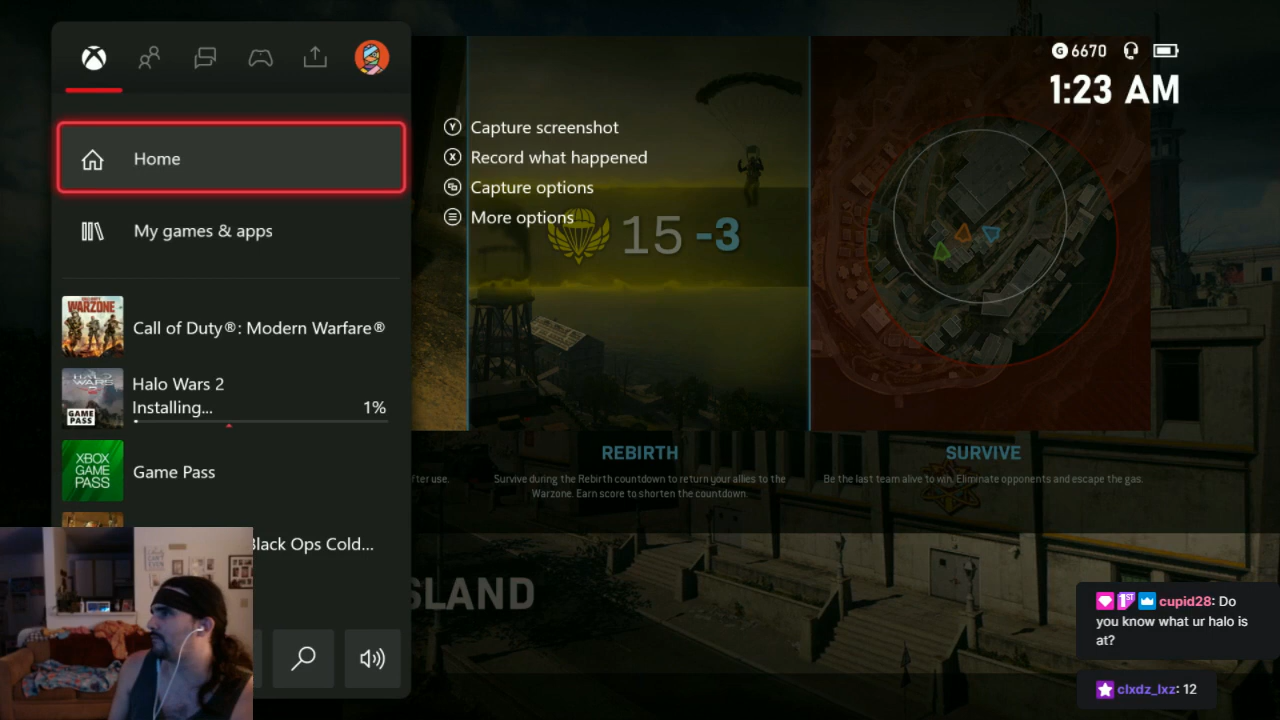 G 6670
1:23 AM
Home
My games & apps
WARZONE
Call of Duty®: Modern Warfare®
HALO WARS 2
GAME PASS
Halo Wars 2
Installing...
1%
XBOX
GAME
PASS
Game Pass
Black Ops Cold...
Y Capture screenshot
X Record what happened
Capture options
More options
15 -3
fter use.
REBIRTH
Survive during the Rebirth countdown to return your allies to the
Warzone. Earn score to shorten the countdown.
SURVIVE
Be the last team alive to win. Eliminate opponents and escape the gas.
SLAND
1ST cupid28: Do
you know what ur halo is
at?
clxdz_lxz: 12